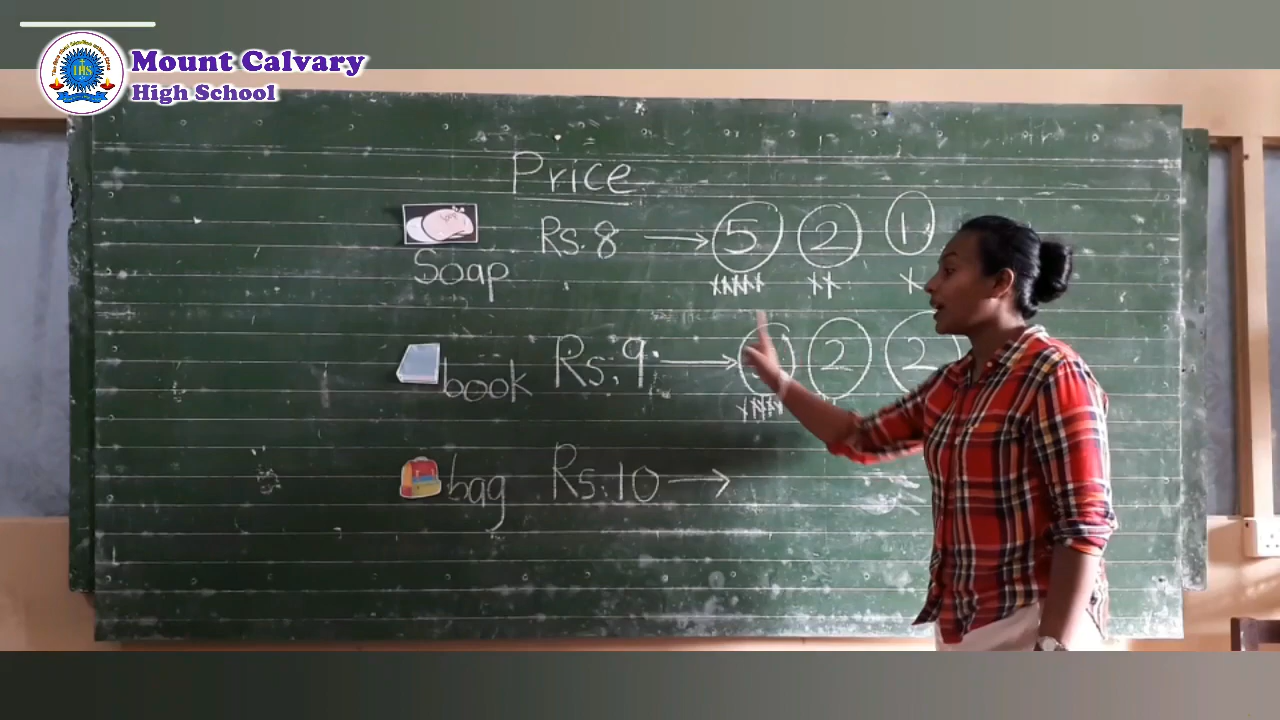 Mount Calvary
High School
IHS
Price
Rs. 8 → 5 2 1
Soap
book Rs. 9 → 2 2
bag Rs. 10 →